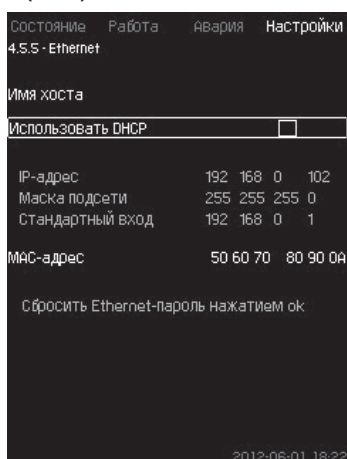 Состояние Работа Авария Настройки
4.5.5 - Ethernet
Имя хоста
Использовать DHCP
IP-адрес 192 168 0 102
Маска подсети 255 255 255 0
Стандартный вход 192 168 0 1
MAC-адрес 50 60 70 80 90 0A
Сбросить Ethernet-пароль нажатием ok
2012-06-01 18:22